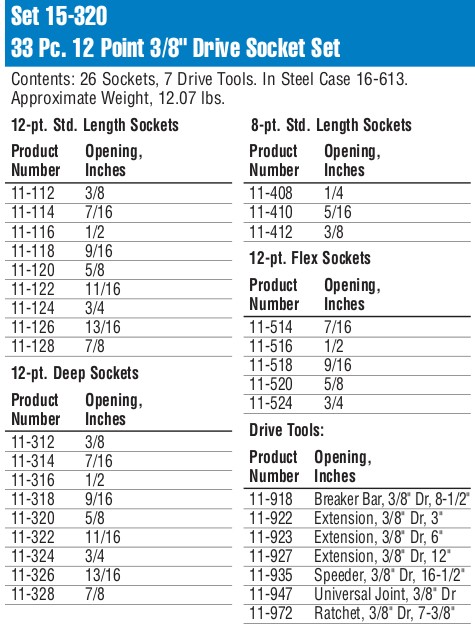 Set 15-320
33 Pc. 12 Point 3/8" Drive Socket Set
Contents: 26 Sockets, 7 Drive Tools. In Steel Case 16-613.
Approximate Weight, 12.07 lbs.
12-pt. Std. Length Sockets
Product Opening,
Number Inches
11-112 3/8
11-114 7/16
11-116 1/2
11-118 9/16
11-120 5/8
11-122 11/16
11-124 3/4
11-126 13/16
11-128 7/8
12-pt. Deep Sockets
Product Opening,
Number Inches
11-312 3/8
11-314 7/16
11-316 1/2
11-318 9/16
11-320 5/8
11-322 11/16
11-324 3/4
11-326 13/16
11-328 7/8
8-pt. Std. Length Sockets
Product Opening,
Number Inches
11-408 1/4
11-410 5/16
11-412 3/8
12-pt. Flex Sockets
Product Opening,
Number Inches
11-514 7/16
11-516 1/2
11-518 9/16
11-520 5/8
11-524 3/4
Drive Tools:
Product Opening,
Number Inches
11-918 Breaker Bar, 3/8" Dr, 8-1/2"
11-922 Extension, 3/8" Dr, 3"
11-923 Extension, 3/8" Dr, 6"
11-927 Extension, 3/8" Dr, 12"
11-935 Speeder, 3/8" Dr, 16-1/2"
11-947 Universal Joint, 3/8" Dr
11-972 Ratchet, 3/8" Dr, 7-3/8"